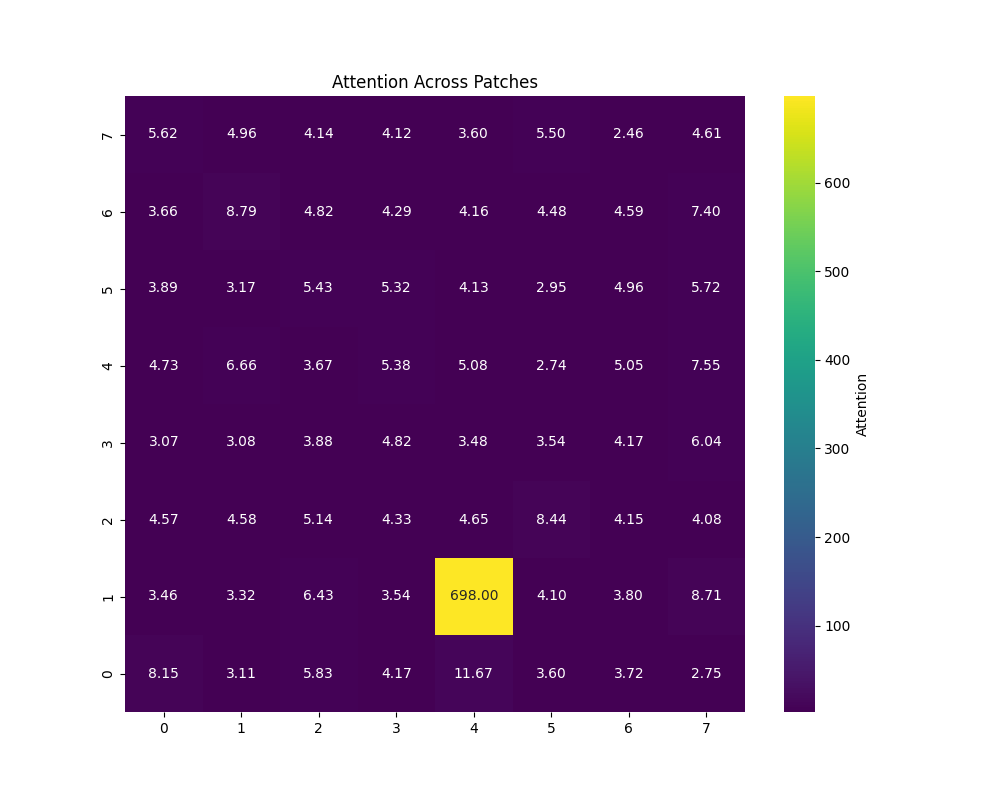 Attention Across Patches
7 5.62 4.96 4.14 4.12 3.60 5.50 2.46 4.61
6 3.66 8.79 4.82 4.29 4.16 4.48 4.59 7.40
5 3.89 3.17 5.43 5.32 4.13 2.95 4.96 5.72
4 4.73 6.66 3.67 5.38 5.08 2.74 5.05 7.55
3 3.07 3.08 3.88 4.82 3.48 3.54 4.17 6.04
2 4.57 4.58 5.14 4.33 4.65 8.44 4.15 4.08
1 3.46 3.32 6.43 3.54 698.00 4.10 3.80 8.71
0 8.15 3.11 5.83 4.17 11.67 3.60 3.72 2.75
0 1 2 3 4 5 6 7
600
500
400
300
200
100
Attention